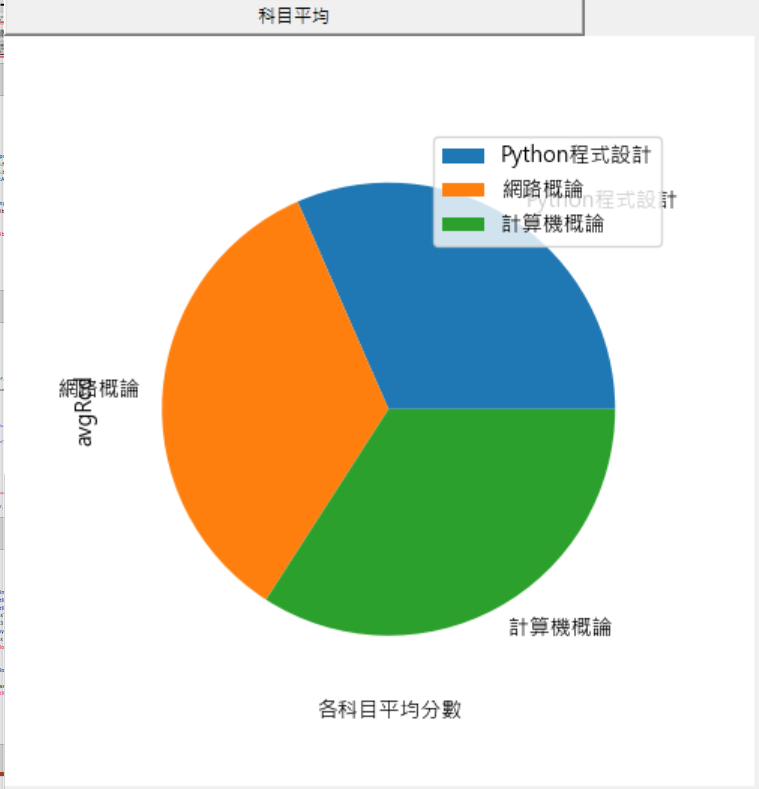 科目平均
Python程式設計
網路概論
計算機概論
Python程式設計
網路概論
avgRcd
計算機概論
各科目平均分數